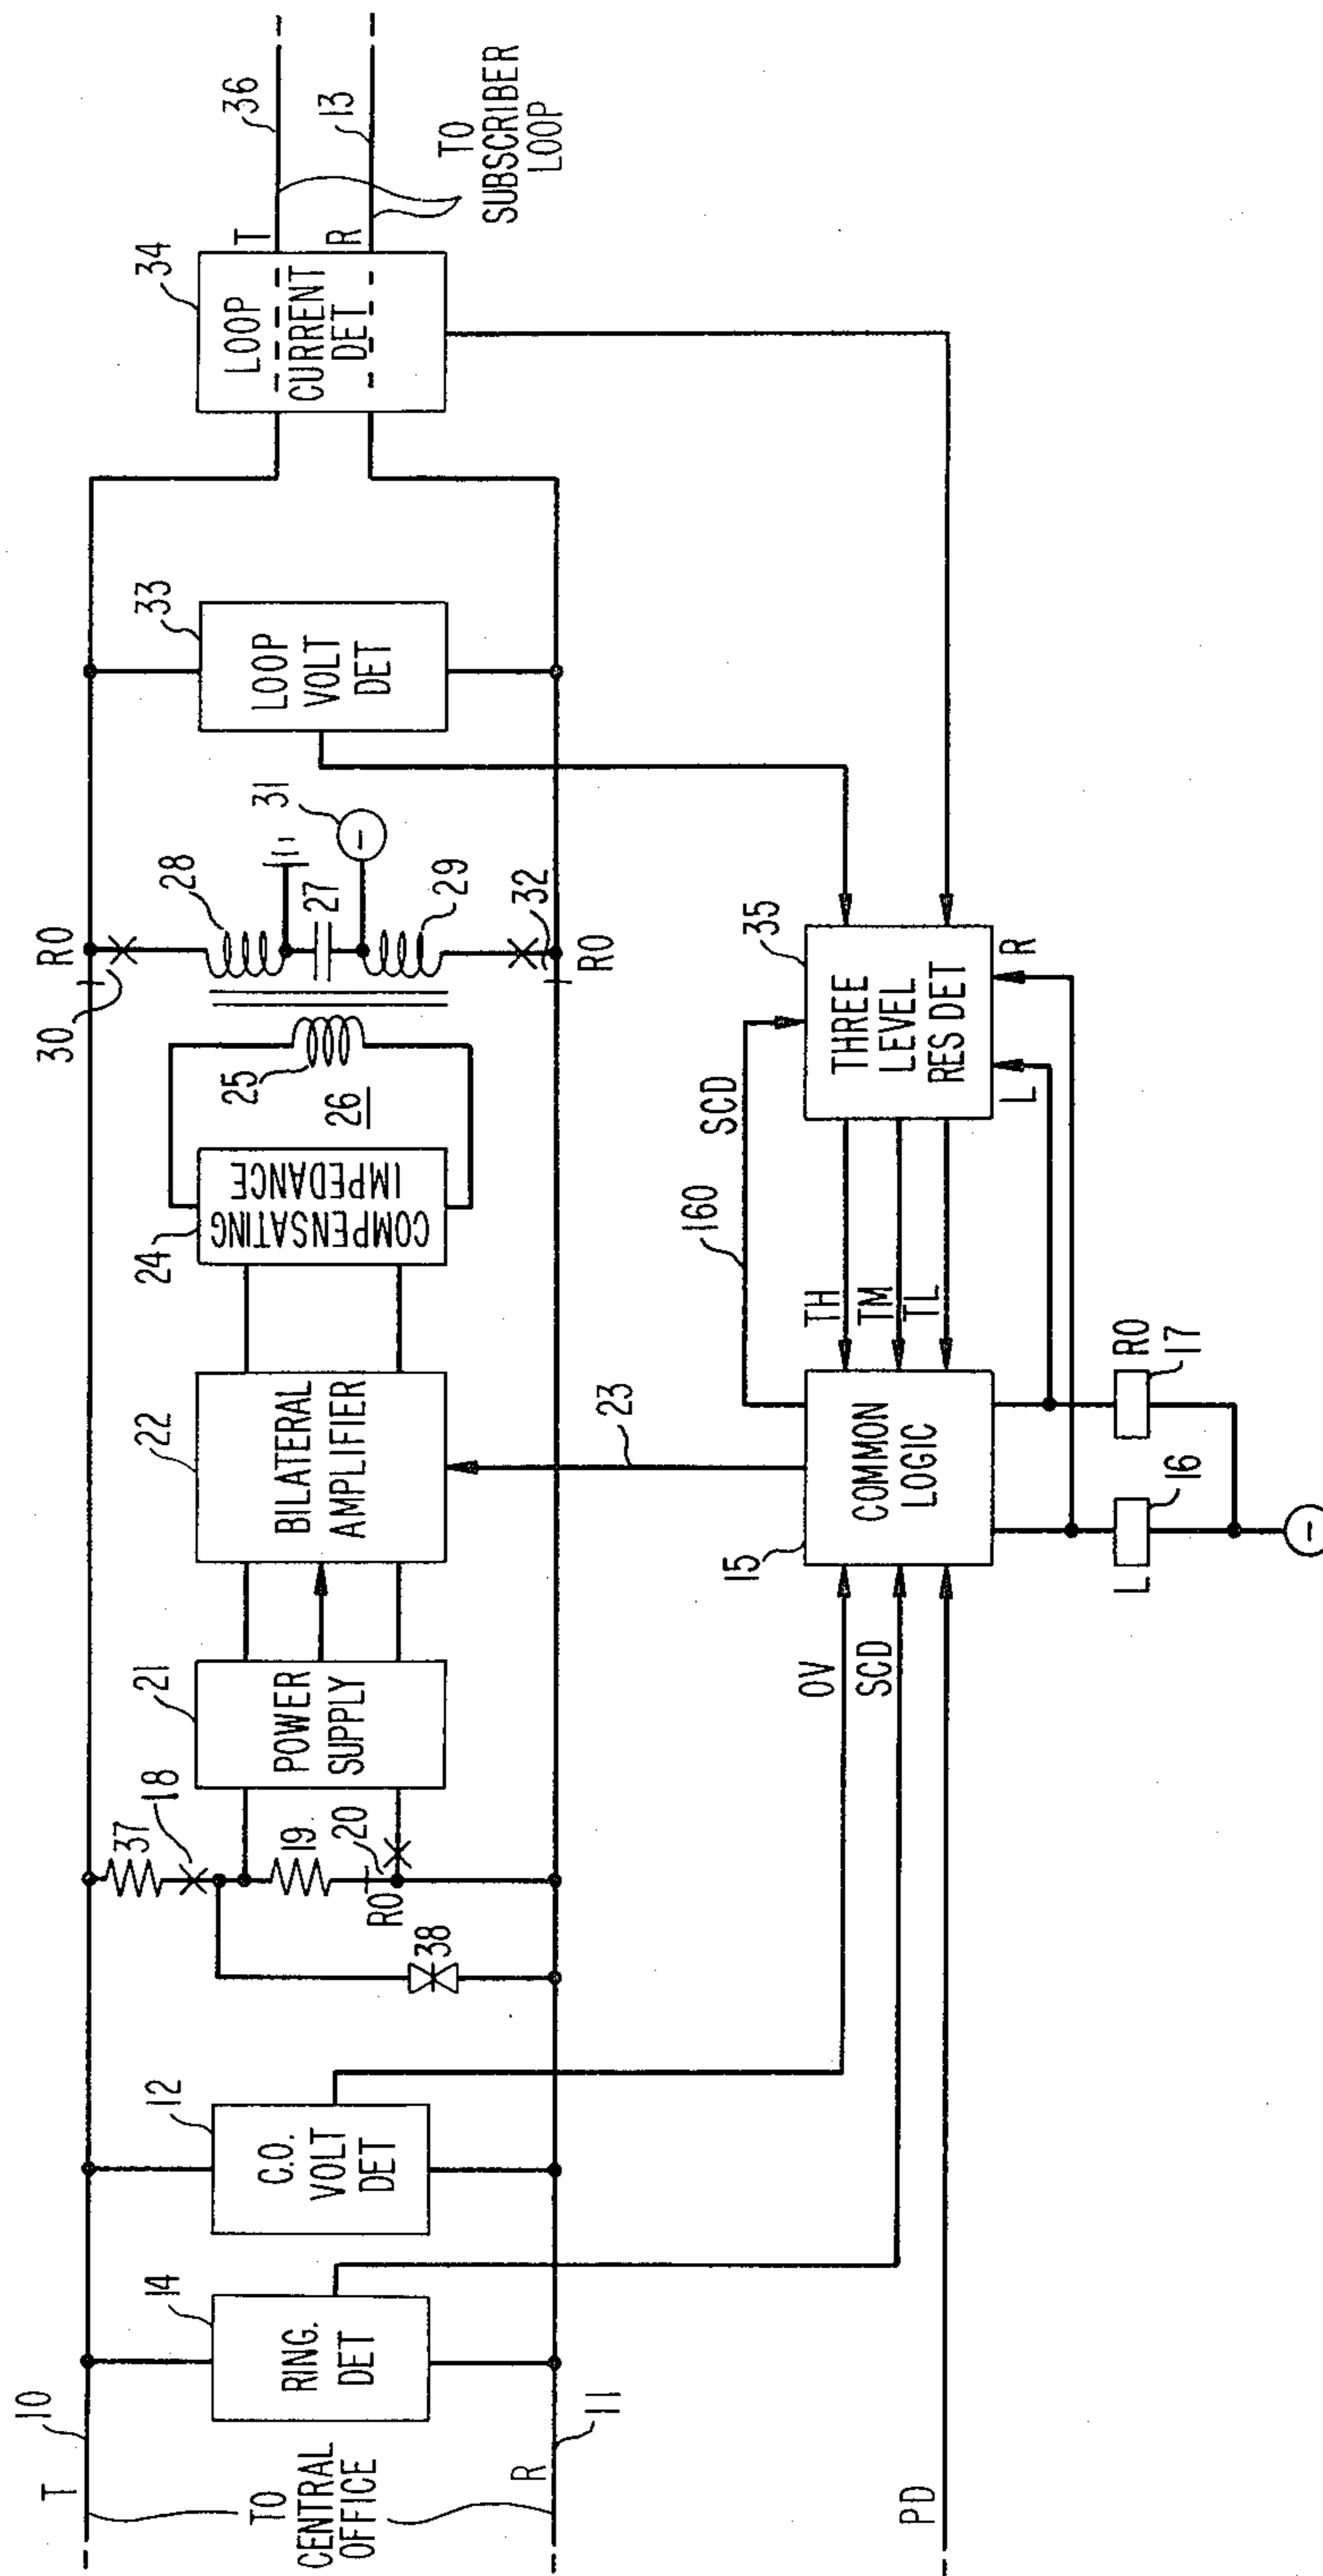 10
T
TO
CENTRAL
OFFICE
R
11
14
RING.
DET
12
C.O.
VOLT
DET
37
18
19
20
RO
38
21
POWER
SUPPLY
22
BILATERAL
AMPLIFIER
23
24
COMPENSATING
IMPEDANCE
25
26
30
RO
28
27
31
29
32
RO
33
LOOP
VOLT
DET
34
LOOP
CURRENT
DET
T
R
36
13
TO
SUBSCRIBER
LOOP
PD
OV
SCD
15
COMMON
LOGIC
L
16
RO
17
–
TH
TM
TL
160
SCD
35
THREE
LEVEL
RES DET
L
R